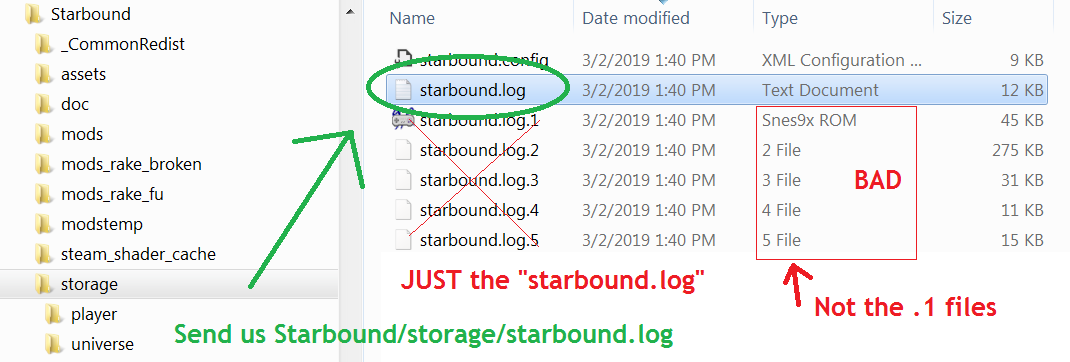 Starbound
_CommonRedist
assets
doc
mods
mods_rake_broken
mods_rake_fu
modstemp
steam_shader_cache
storage
player
universe
Name Date modified Type Size
starbound.config 3/2/2019 1:40 PM XML Configuration ... 9 KB
starbound.log 3/2/2019 1:40 PM Text Document 12 KB
starbound.log.1 3/2/2019 1:40 PM Snes9x ROM 45 KB
starbound.log.2 3/2/2019 1:40 PM 2 File 275 KB
starbound.log.3 3/2/2019 1:40 PM 3 File 31 KB
starbound.log.4 3/2/2019 1:40 PM 4 File 11 KB
starbound.log.5 3/2/2019 1:40 PM 5 File 15 KB
BAD
JUST the "starbound.log"
Not the .1 files
Send us Starbound/storage/starbound.log